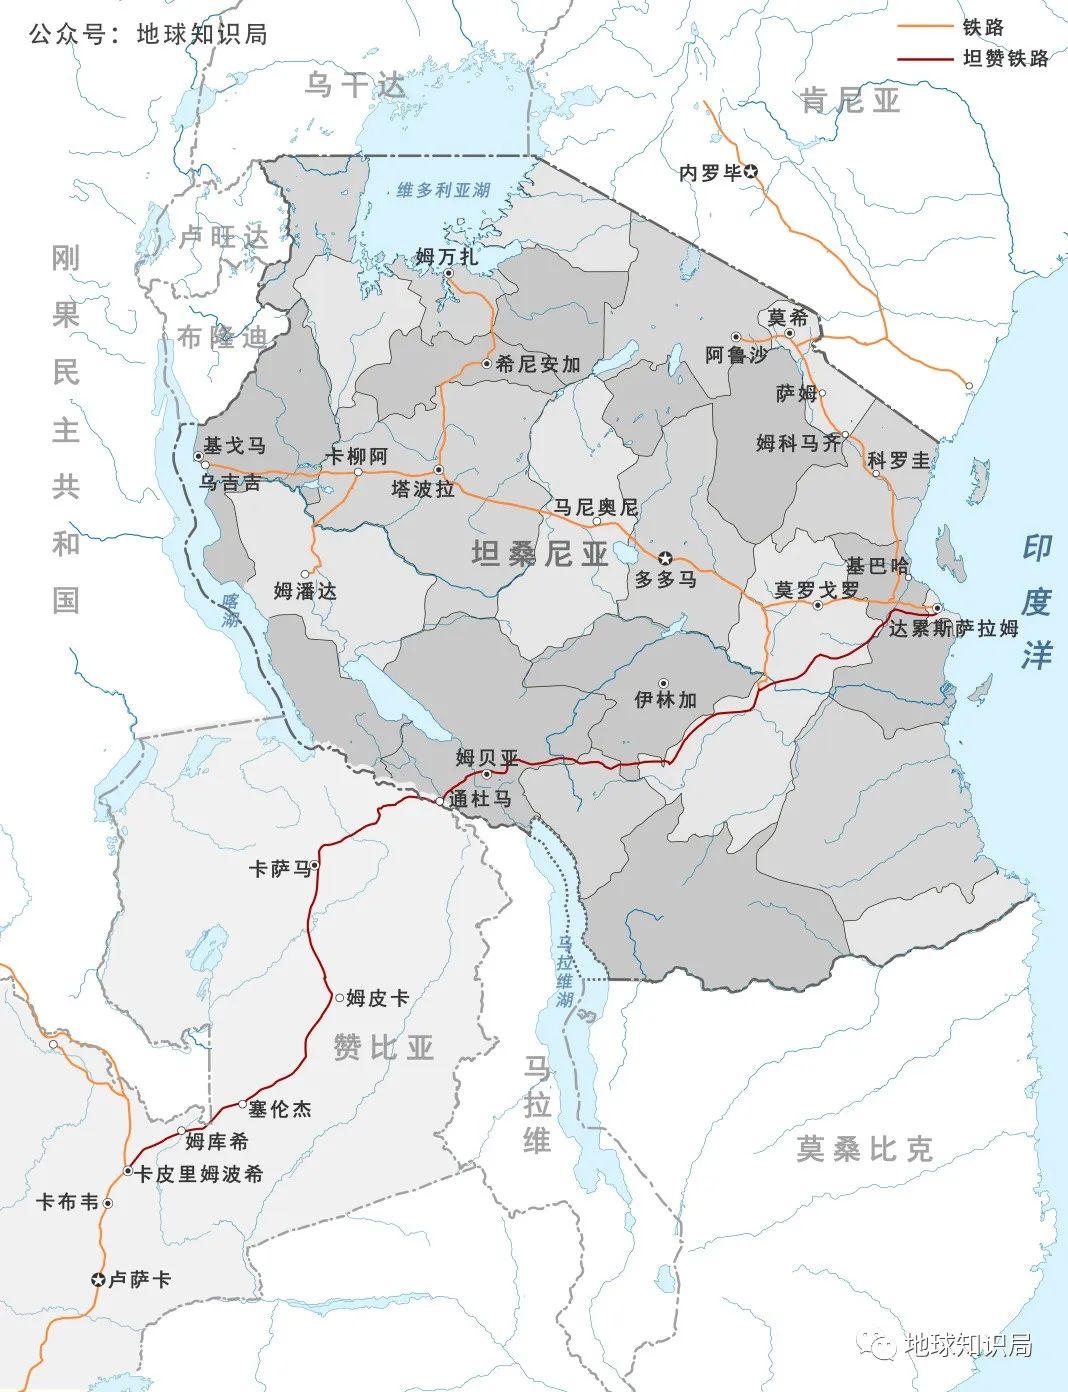 公众号：地球知识局
铁路
坦赞铁路
乌干达
肯尼亚
内罗毕
维多利亚湖
卢旺达
刚果民主共和国
姆万扎
布隆迪
莫希
阿鲁沙
希尼安加
萨姆
基戈马
卡柳阿
姆科马齐
科罗圭
乌吉吉
塔波拉
马尼奥尼
坦桑尼亚
印度洋
基巴哈
多多马
姆潘达
莫罗戈罗
喀湖
达累斯萨拉姆
伊林加
姆贝亚
通杜马
卡萨马
马拉维湖
姆皮卡
赞比亚
马拉维
塞伦杰
姆库希
莫桑比克
卡皮里姆波希
卡布韦
卢萨卡
地球知识局